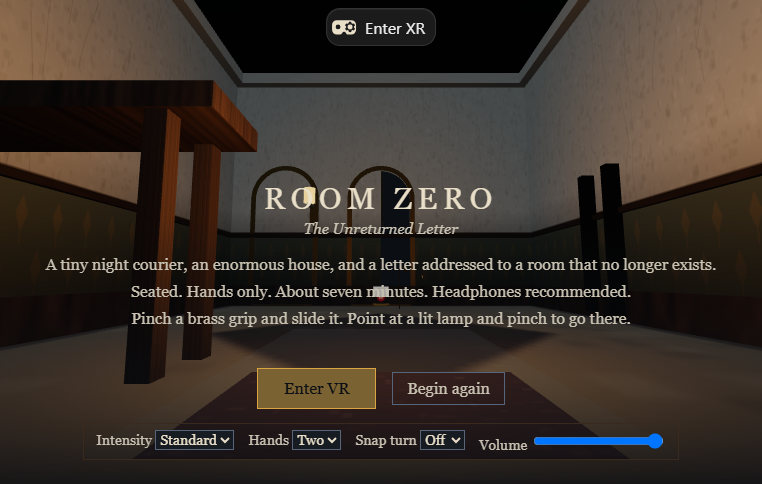 Enter XR
ROOM ZERO
The Unreturned Letter
A tiny night courier, an enormous house, and a letter addressed to a room that no longer exists.
Seated. Hands only. About seven minutes. Headphones recommended.
Pinch a brass grip and slide it. Point at a lit lamp and pinch to go there.
Enter VR Begin again
Intensity Standard Hands Two Snap turn Off Volume